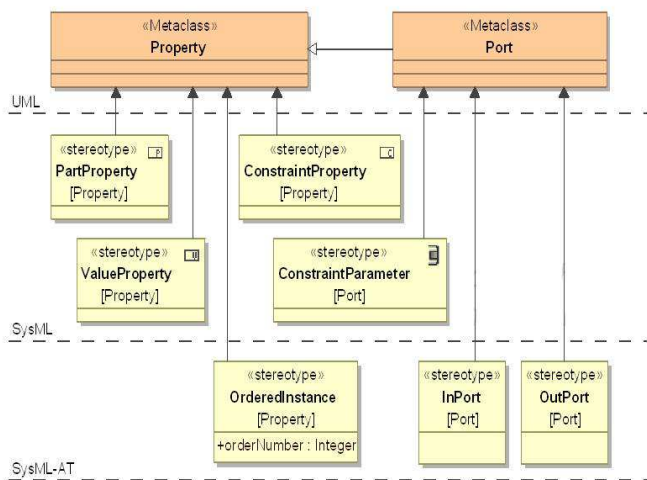 «Metaclass»
Property
«Metaclass»
Port
UML
«stereotype»
PartProperty
[Property]
P
«stereotype»
ConstraintProperty
[Property]
C
«stereotype»
ValueProperty
[Property]
«stereotype»
ConstraintParameter
[Port]
SysML
«stereotype»
OrderedInstance
[Property]
+orderNumber : Integer
«stereotype»
InPort
[Port]
«stereotype»
OutPort
[Port]
SysML-AT